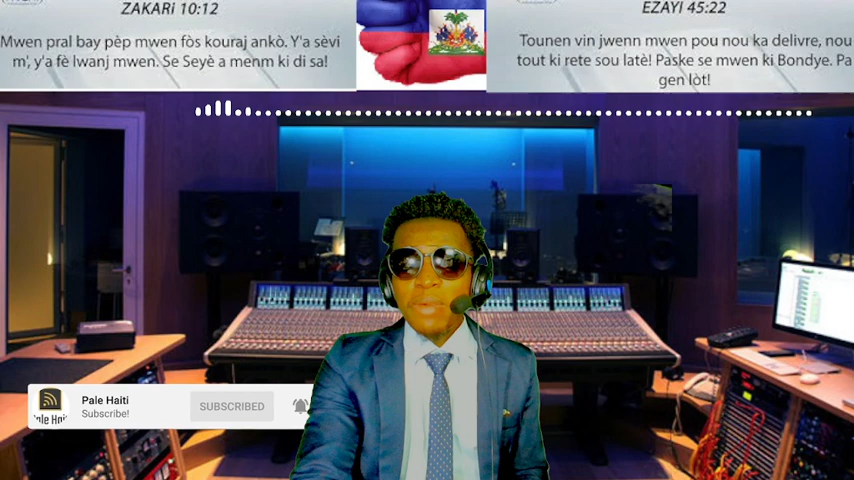 ZAKARi 10:12
Mwen pral bay pèp mwen fòs kouraj ankò. Y'a sèvi
m', y'a fè lwanj mwen. Se Seyè a menm ki di sa!
EZAYI 45:22
Tounen vin jwenn mwen pou nou ka delivre, nou
tout ki rete sou latè! Paske se mwen ki Bondye. Pa
gen lòt!
Pale Haiti
Subscribe!
SUBSCRIBED